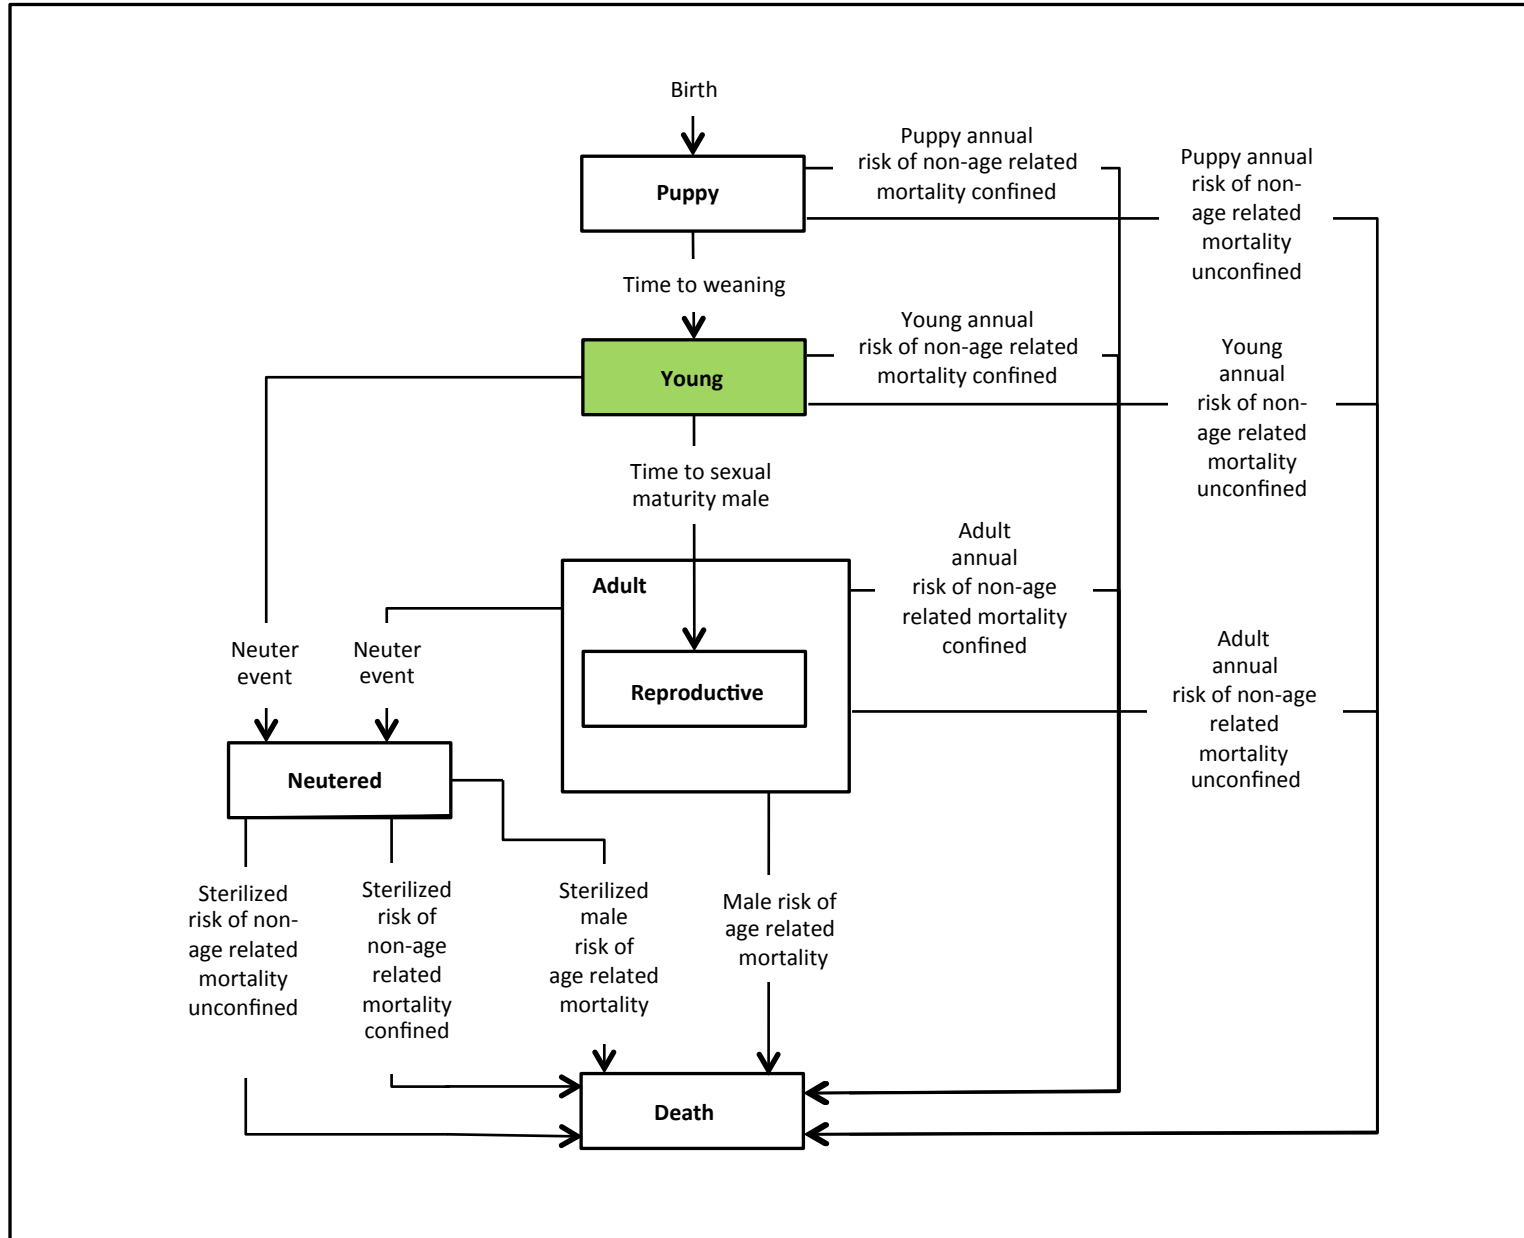 Birth
Puppy annual
risk of non-age related
mortality confined
Puppy annual
risk of non-
age related
mortality
unconfined
Puppy
Time to weaning
Young annual
risk of non-age related
mortality confined
Young
annual
risk of non-
age related
mortality
unconfined
Young
Time to sexual
maturity male
Adult
annual
risk of non-age
related mortality
confined
Adult
Reproductive
Adult
annual
risk of non-age
related
mortality
unconfined
Neuter
event
Neuter
event
Neutered
Sterilized
risk of non-
age related
mortality
unconfined
Sterilized
risk of
non-age
related
mortality
confined
Sterilized
male
risk of
age related
mortality
Male risk of
age related
mortality
Death